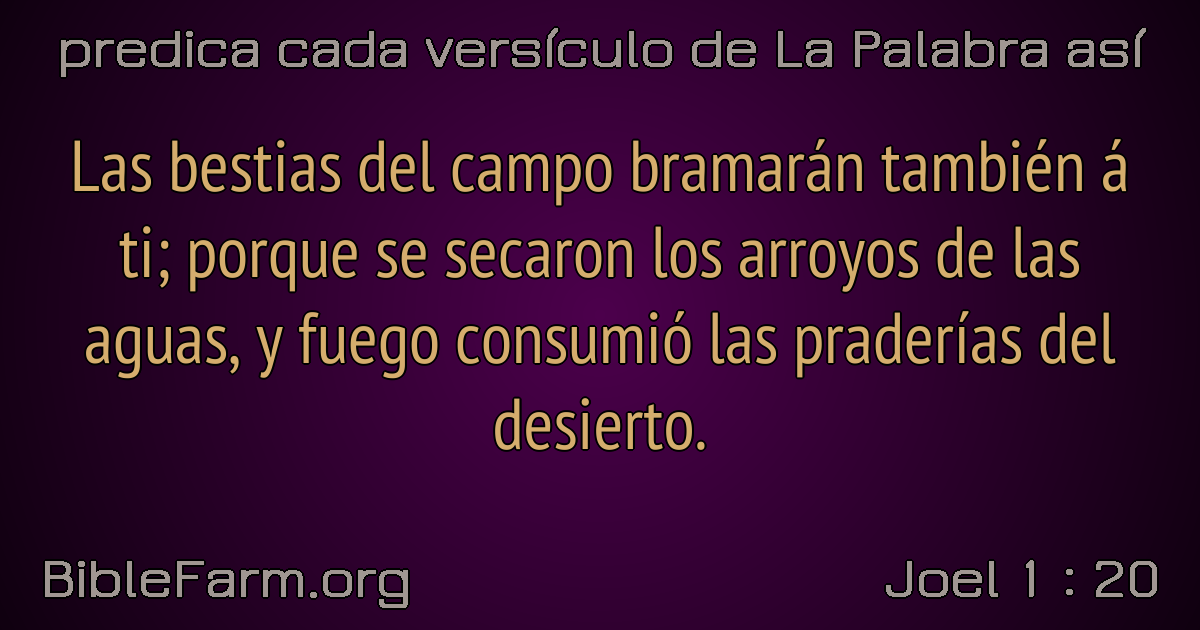 predica cada versículo de La Palabra así
Las bestias del campo bramarán también á
ti; porque se secaron los arroyos de las
aguas, y fuego consumió las praderías del
desierto.
BibleFarm.org
Joel 1 : 20